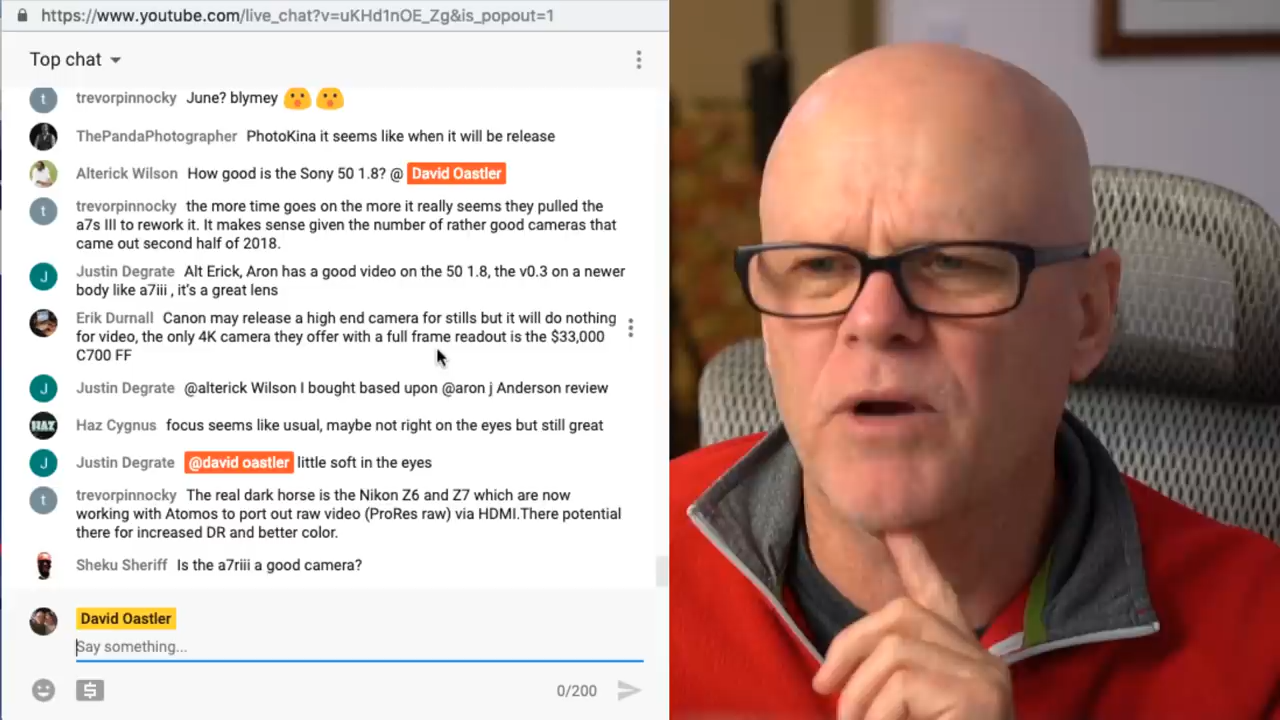 https://www.youtube.com/live_chat?v=uKHd1nOE_Zg&is_popout=1
Top chat
t trevorpinnocky June? blymey
ThePandaPhotographer PhotoKina it seems like when it will be release
Alterick Wilson How good is the Sony 50 1.8? @ David Oastler
t trevorpinnocky the more time goes on the more it really seems they pulled the
a7s III to rework it. It makes sense given the number of rather good cameras that
came out second half of 2018.
J Justin Degrate Alt Erick, Aron has a good video on the 50 1.8, the v0.3 on a newer
body like a7iii , it's a great lens
Erik Durnall Canon may release a high end camera for stills but it will do nothing
for video, the only 4K camera they offer with a full frame readout is the $33,000
C700 FF
J Justin Degrate @alterick Wilson I bought based upon @aron j Anderson review
HAZ Haz Cygnus focus seems like usual, maybe not right on the eyes but still great
J Justin Degrate @david oastler little soft in the eyes
t trevorpinnocky The real dark horse is the Nikon Z6 and Z7 which are now
working with Atomos to port out raw video (ProRes raw) via HDMI.There potential
there for increased DR and better color.
Sheku Sheriff Is the a7riii a good camera?
David Oastler
Say something...
$ 0/200